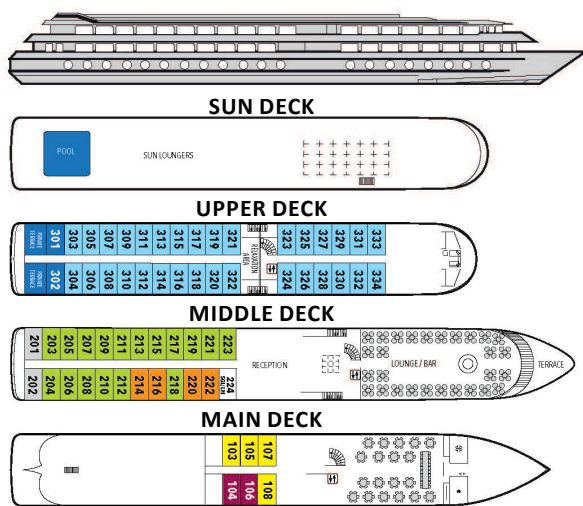 SUN DECK
POOL
SUN LOUNGERS
UPPER DECK
PRIVATE TERRACE 301 303 305 307 309 311 313 315 317 319 321 323 325 327 329 331 333
RELAXATION AREA
PRIVATE TERRACE 302 304 306 308 310 312 314 316 318 320 322 324 326 328 330 332 334
MIDDLE DECK
201 203 205 207 209 211 213 215 217 219 221 223
RECEPTION
LOUNGE/BAR
TERRACE
202 204 206 208 210 212 214 216 218 220 222 224
MAIN DECK
103 105 107
104 106 108